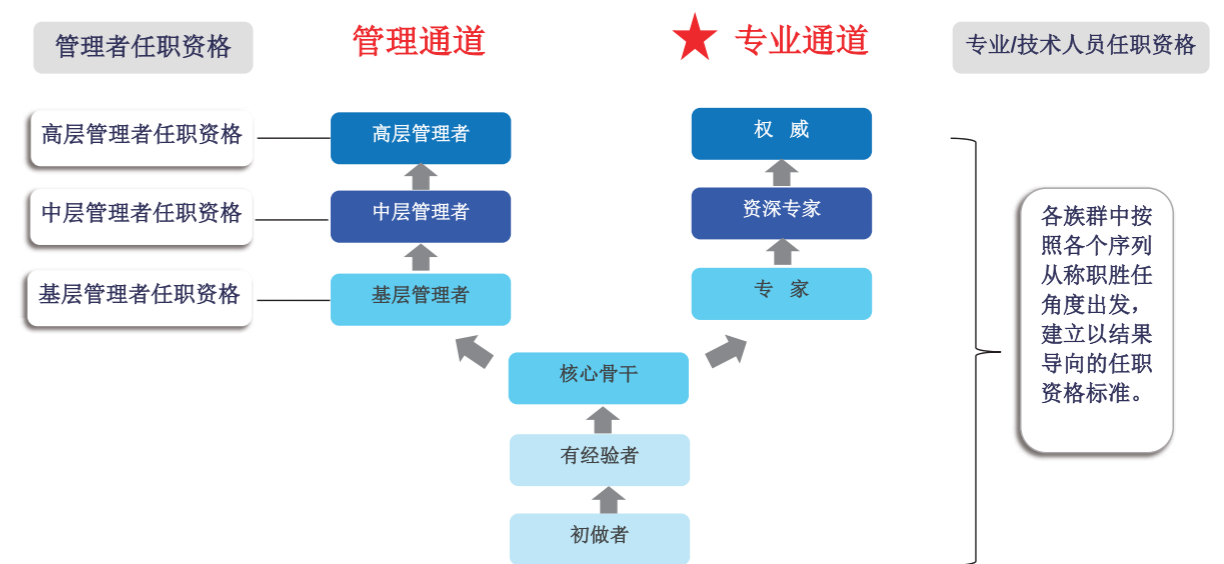 管理者任职资格
管理通道
专业通道
专业/技术人员任职资格
高层管理者任职资格
高层管理者
权 威
中层管理者任职资格
中层管理者
资深专家
基层管理者任职资格
基层管理者
专 家
核心骨干
有经验者
初做者
各族群中按
照各个序列
从称职胜任
角度出发，
建立以结果
导向的任职
资格标准。